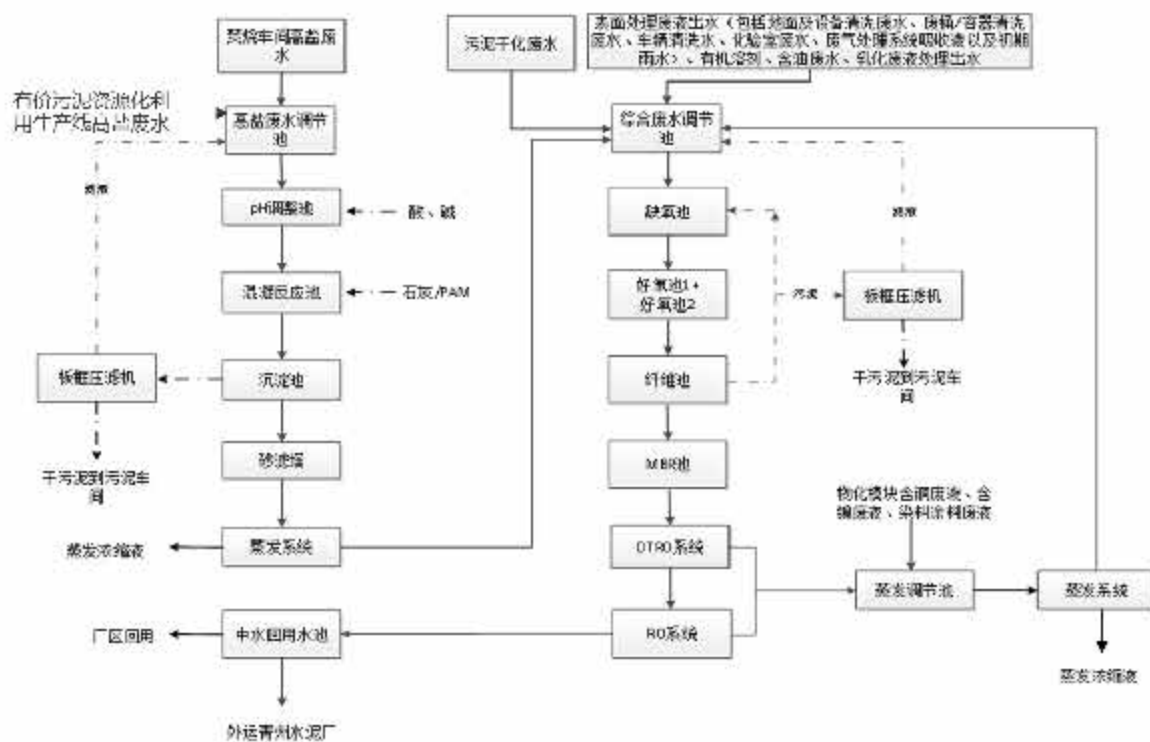 焚烧车间高盐废
水
有价污泥资源化利
用生产线高盐废水
高盐废水调节
池
滤液
pH调整池
酸、碱
混凝反应池
石灰/PAM
板框压滤机
沉淀池
干污泥到污泥车
间
砂滤塔
蒸发浓缩液
蒸发系统
厂区回用
中水回用水池
外运青州水泥厂
污泥干化废水
表面处理废液出水（包括地面及设备清洗废水、废桶/容器清洗
废水、车辆清洗水、化验室废水、废气处理系统吸收液以及初期
雨水）、有机溶剂、含油废水、乳化废液处理出水
综合废水调节
池
缺氧池
好氧池1+
好氧池2
纤维池
MBR池
DTRO系统
RO系统
污泥
滤液
板框压滤机
干污泥到污泥车
间
物化模块含铜废液、含
镍废液、染料涂料废液
蒸发调节池
蒸发系统
蒸发浓缩液